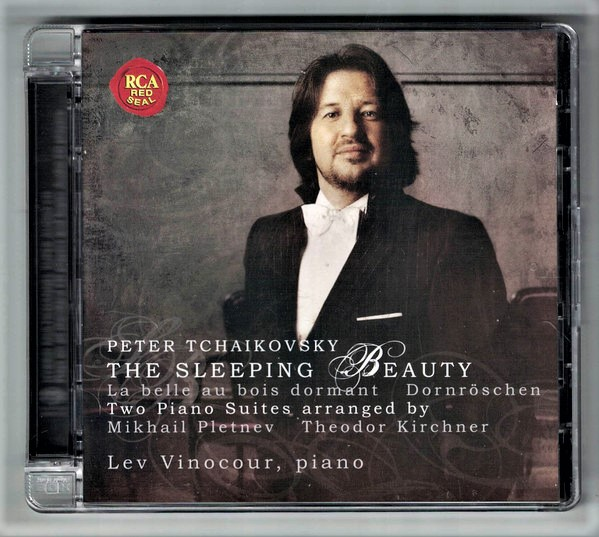 RCA
RED
SEAL
PETER TCHAIKOVSKY
THE SLEEPING BEAUTY
La belle au bois dormant Dornröschen
Two Piano Suites arranged by
Mikhail Pletnev Theodor Kirchner
Lev Vinocour, piano